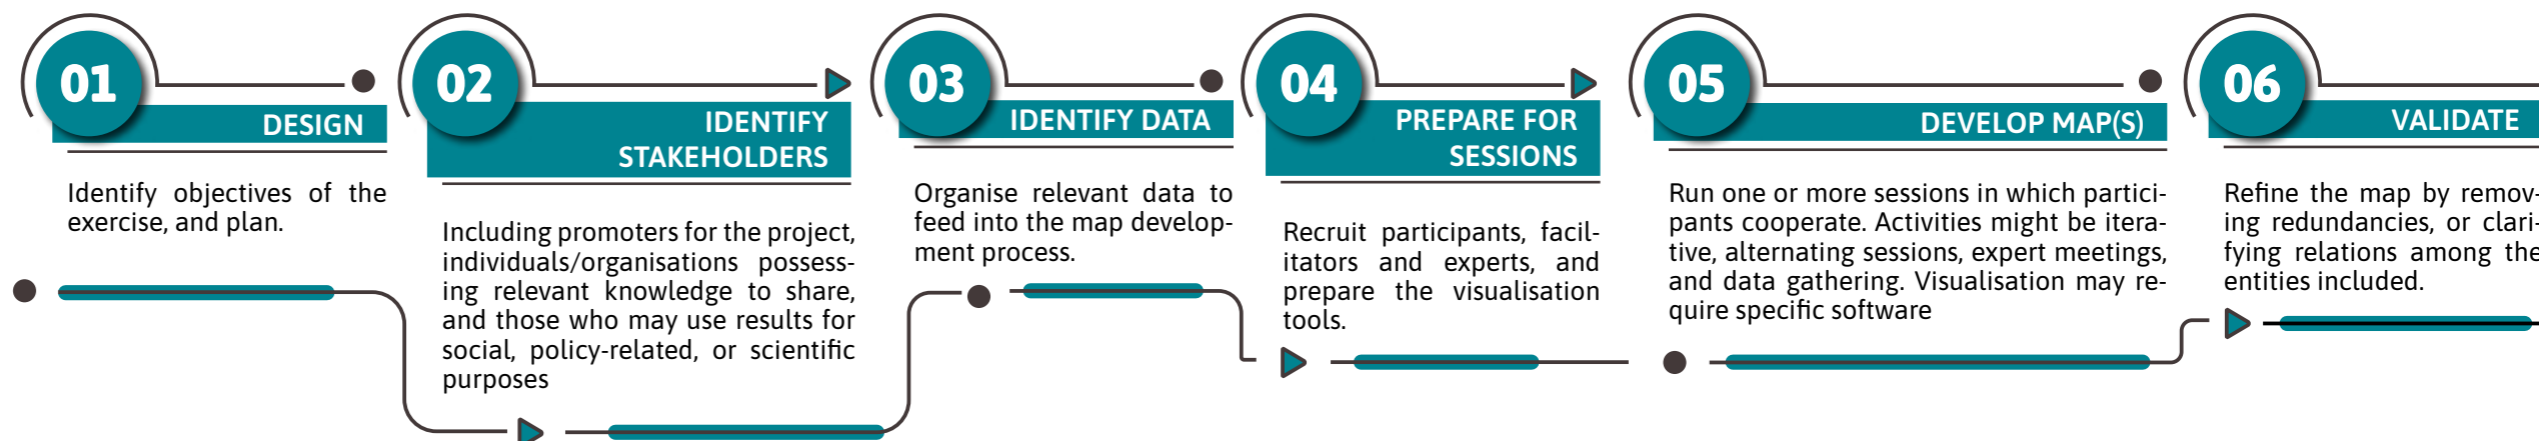 01
DESIGN
Identify objectives of the
exercise, and plan.
02
IDENTIFY
STAKEHOLDERS
Including promoters for the project,
individuals/organisations possess-
ing relevant knowledge to share,
and those who may use results for
social, policy-related, or scientific
purposes
03
IDENTIFY DATA
Organise relevant data to
feed into the map develop-
ment process.
04
PREPARE FOR
SESSIONS
Recruit participants, facil-
itators and experts, and
prepare the visualisation
tools.
05
DEVELOP MAP(S)
Run one or more sessions in which partici-
pants cooperate. Activities might be itera-
tive, alternating sessions, expert meetings,
and data gathering. Visualisation may re-
quire specific software
06
VALIDATE
Refine the map by remov-
ing redundancies, or clari-
fying relations among the
entities included.